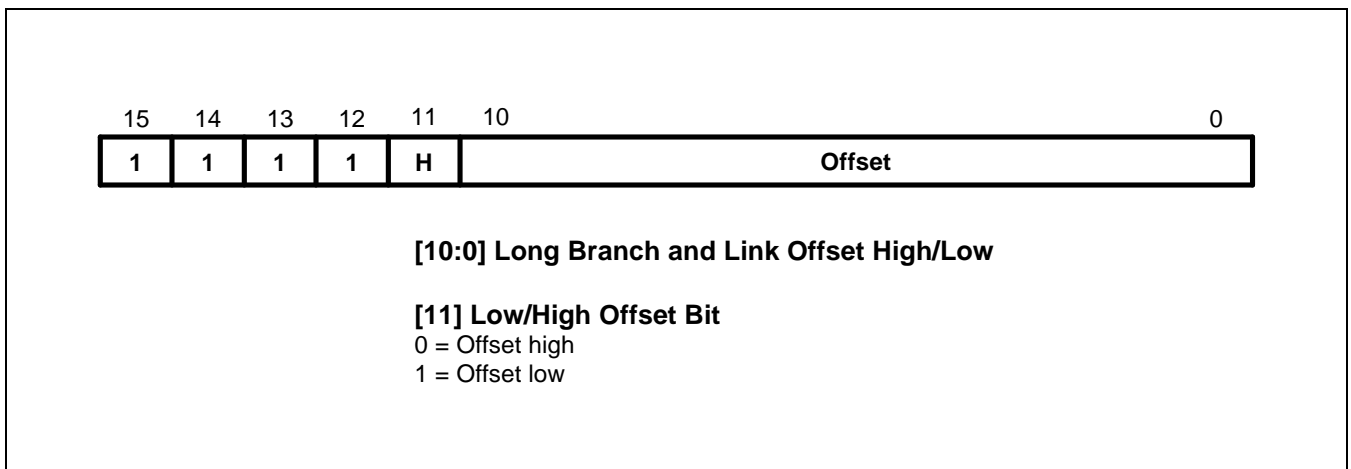 15 14 13 12 11 10 0
1 1 1 1 H Offset
[10:0] Long Branch and Link Offset High/Low
[11] Low/High Offset Bit
0 = Offset high
1 = Offset low